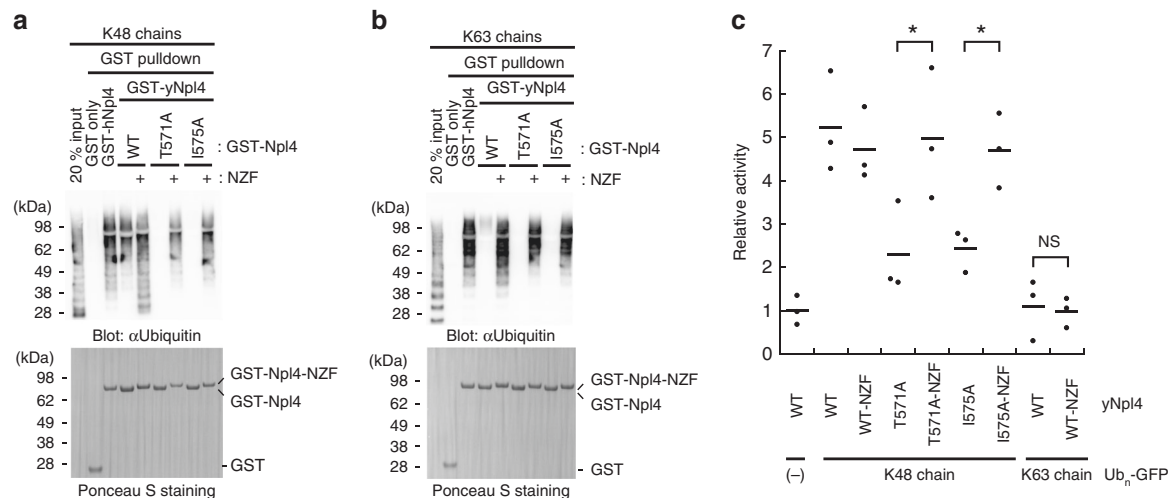 a
K48 chains
GST pulldown
GST-yNpl4
20 % input
GST only
GST-hNpl4
WT
T571A
I575A
: GST-Npl4
+ + + : NZF
(kDa)
98
62
49
38
28
Blot: αUbiquitin
(kDa)
98
62
49
38
28
GST-Npl4-NZF
GST-Npl4
GST
Ponceau S staining
b
K63 chains
GST pulldown
GST-yNpl4
20 % input
GST only
GST-hNpl4
WT
T571A
I575A
: GST-Npl4
+ + + : NZF
(kDa)
98
62
49
38
28
Blot: αUbiquitin
(kDa)
98
62
49
38
28
GST-Npl4-NZF
GST-Npl4
GST
Ponceau S staining
c
Relative activity
7
6
5
4
3
2
1
0
*
*
NS
WT
WT
WT-NZF
T571A
T571A-NZF
I575A
I575A-NZF
WT
WT-NZF
yNpl4
(–)
K48 chain
K63 chain
Ubn-GFP